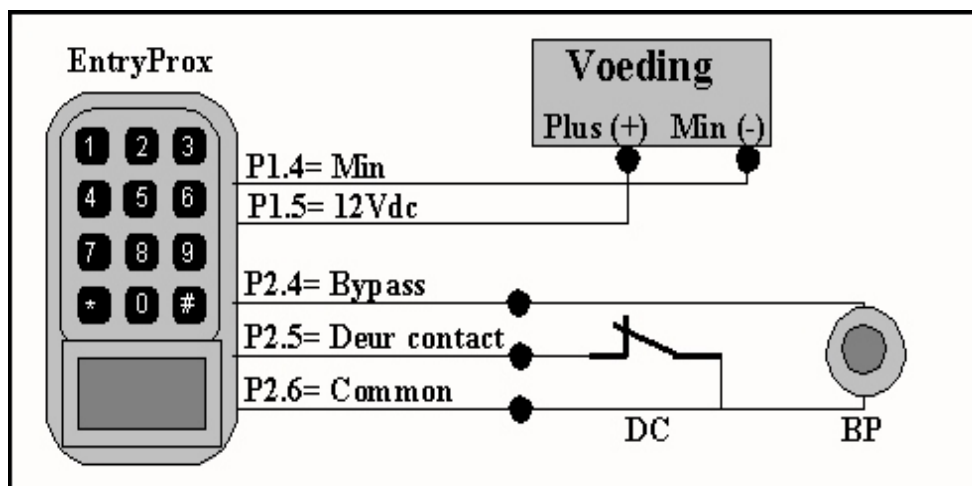 EntryProx
Voeding
Plus (+) Min (-)
1 2 3
4 5 6
7 8 9
* 0 #
P1.4= Min
P1.5= 12Vdc
P2.4= Bypass
P2.5= Deur contact
P2.6= Common
DC
BP